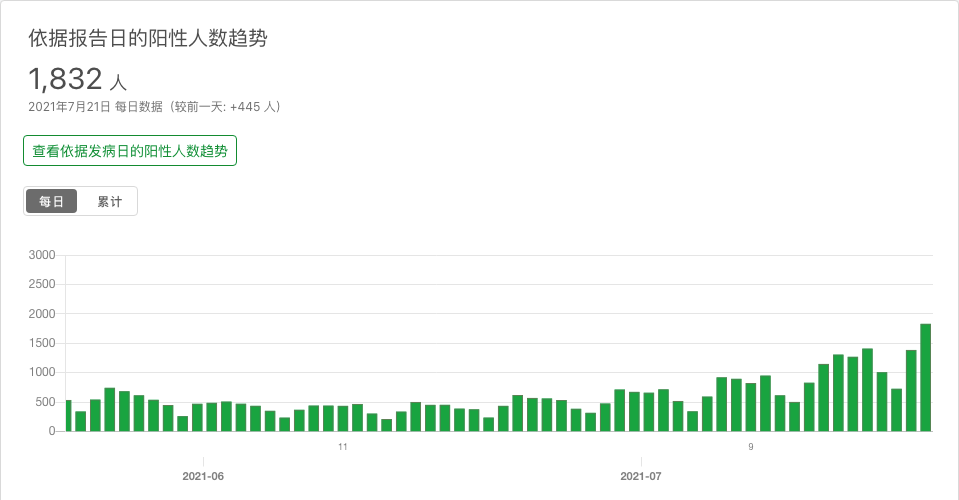 依据报告日的阳性人数趋势
1,832 人
2021年7月21日 每日数据（较前一天: +445 人）
查看依据发病日的阳性人数趋势
每日 累计
3000
2500
2000
1500
1000
500
0
11 9
2021-06 2021-07